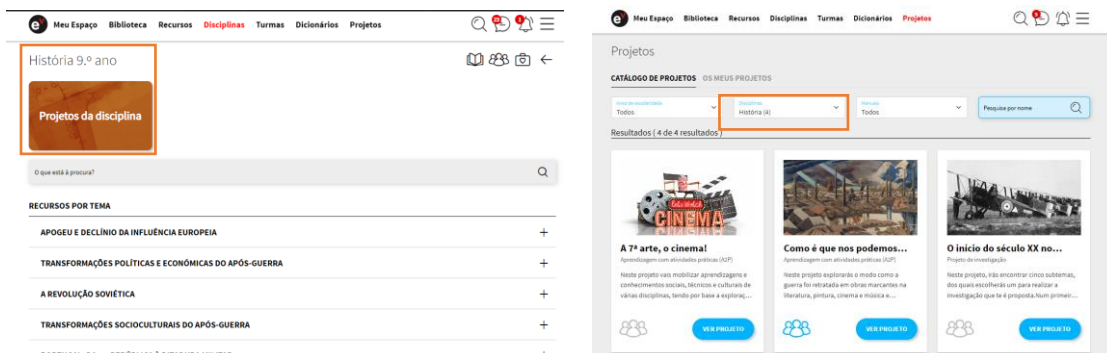 Meu Espaço Biblioteca Recursos Disciplinas Turmas Dicionários Projetos
História 9.º ano
Projetos da disciplina
O que está à procura?
RECURSOS POR TEMA
APOGEU E DECLÍNIO DA INFLUÊNCIA EUROPEIA
TRANSFORMAÇÕES POLÍTICAS E ECONÓMICAS DO APÓS-GUERRA
A REVOLUÇÃO SOVIÉTICA
TRANSFORMAÇÕES SOCIOCULTURAIS DO APÓS-GUERRA
Meu Espaço Biblioteca Recursos Disciplinas Turmas Dicionários Projetos
Projetos
CATÁLOGO DE PROJETOS OS MEUS PROJETOS
Anos de escolaridade
Todos
Disciplinas
História (4)
Manuais
Todos
Pesquise por nome
Resultados ( 4 de 4 resultados )
CINEMA
A 7ª arte, o cinema!
Aprendizagem com atividades práticas (A2P)
Neste projeto vais mobilizar aprendizagens e
conhecimentos sociais, técnicos e culturais de
várias disciplinas, tendo por base a exploraç...
VER PROJETO
Como é que nos podemos...
Aprendizagem com atividades práticas (A2P)
Neste projeto explorarás o modo como a
guerra foi retratada em obras marcantes na
literatura, pintura, cinema e música e...
VER PROJETO
O início do século XX no...
Projeto de investigação
Neste projeto, irás encontrar cinco subtemas,
dos quais escolherás um para realizar a
investigação que te é proposta.Num primeir...
VER PROJETO